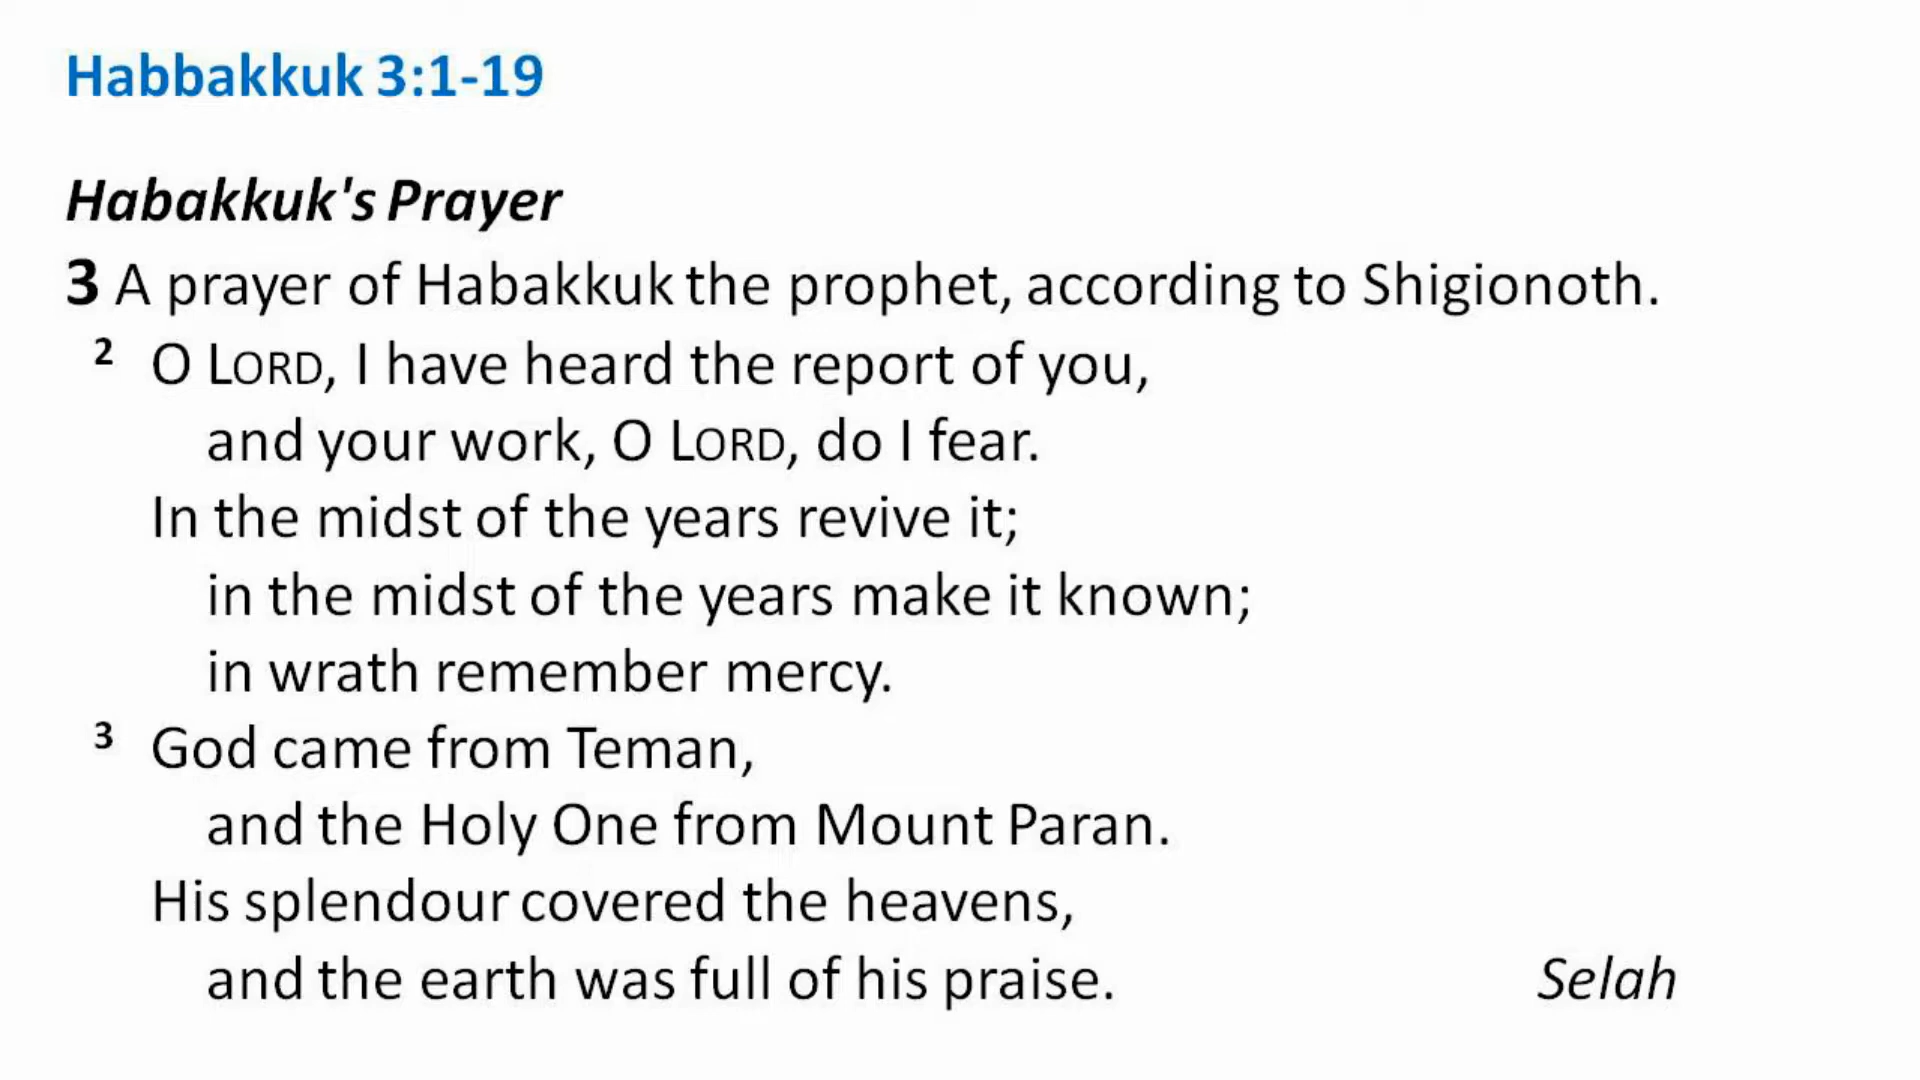 Habbakkuk 3:1-19
Habakkuk's Prayer
3 A prayer of Habakkuk the prophet, according to Shigionoth.
2 O LORD, I have heard the report of you,
and your work, O LORD, do I fear.
In the midst of the years revive it;
in the midst of the years make it known;
in wrath remember mercy.
3 God came from Teman,
and the Holy One from Mount Paran.
His splendour covered the heavens,
and the earth was full of his praise. Selah